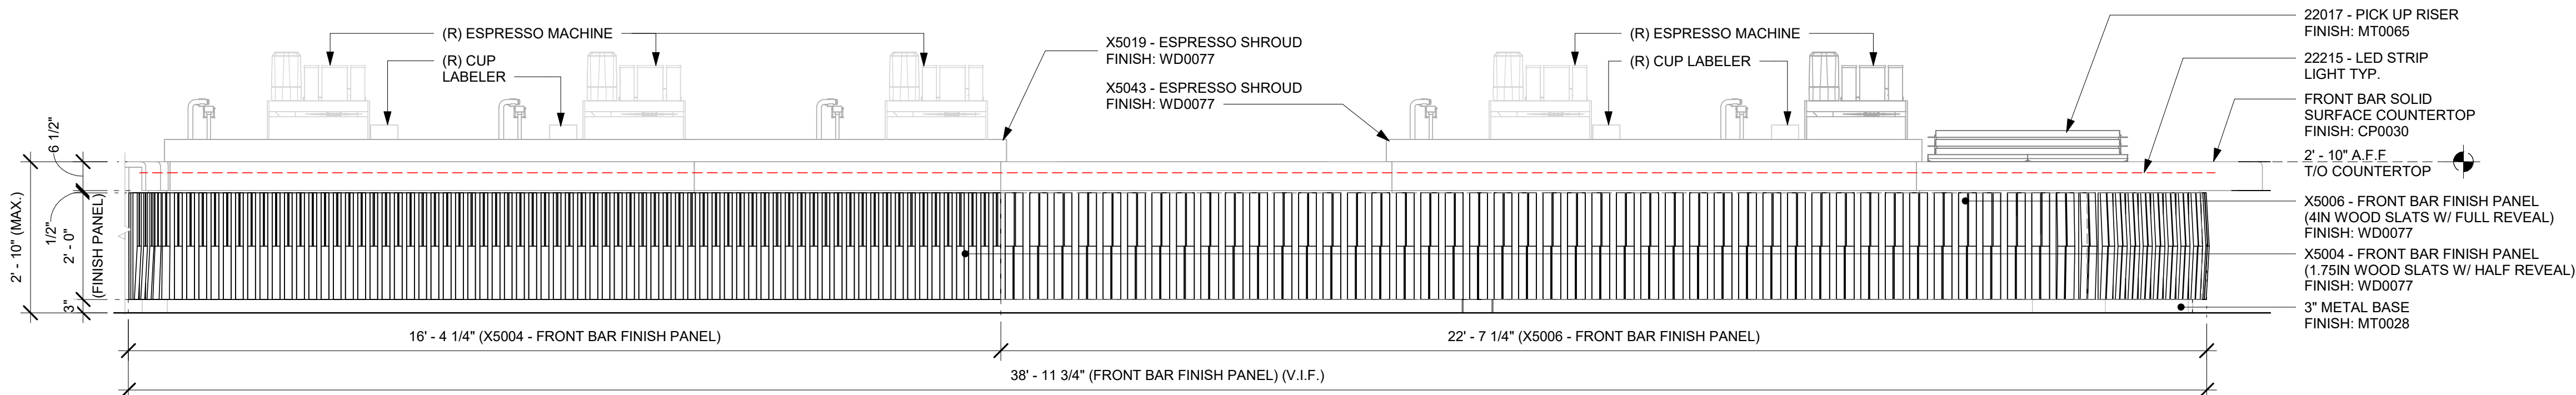 (R) ESPRESSO MACHINE
(R) CUP
LABELER
X5019 - ESPRESSO SHROUD
FINISH: WD0077
X5043 - ESPRESSO SHROUD
FINISH: WD0077
(R) ESPRESSO MACHINE
(R) CUP LABELER
22017 - PICK UP RISER
FINISH: MT0065
22215 - LED STRIP
LIGHT TYP.
FRONT BAR SOLID
SURFACE COUNTERTOP
FINISH: CP0030
2' - 10" A.F.F
T/O COUNTERTOP
X5006 - FRONT BAR FINISH PANEL
(4IN WOOD SLATS W/ FULL REVEAL)
FINISH: WD0077
X5004 - FRONT BAR FINISH PANEL
(1.75IN WOOD SLATS W/ HALF REVEAL)
FINISH: WD0077
3" METAL BASE
FINISH: MT0028
2' - 10" (MAX.)
6 1/2"
1/2"
2' - 0"
(FINISH PANEL)
3"
16' - 4 1/4" (X5004 - FRONT BAR FINISH PANEL)
22' - 7 1/4" (X5006 - FRONT BAR FINISH PANEL)
38' - 11 3/4" (FRONT BAR FINISH PANEL) (V.I.F.)